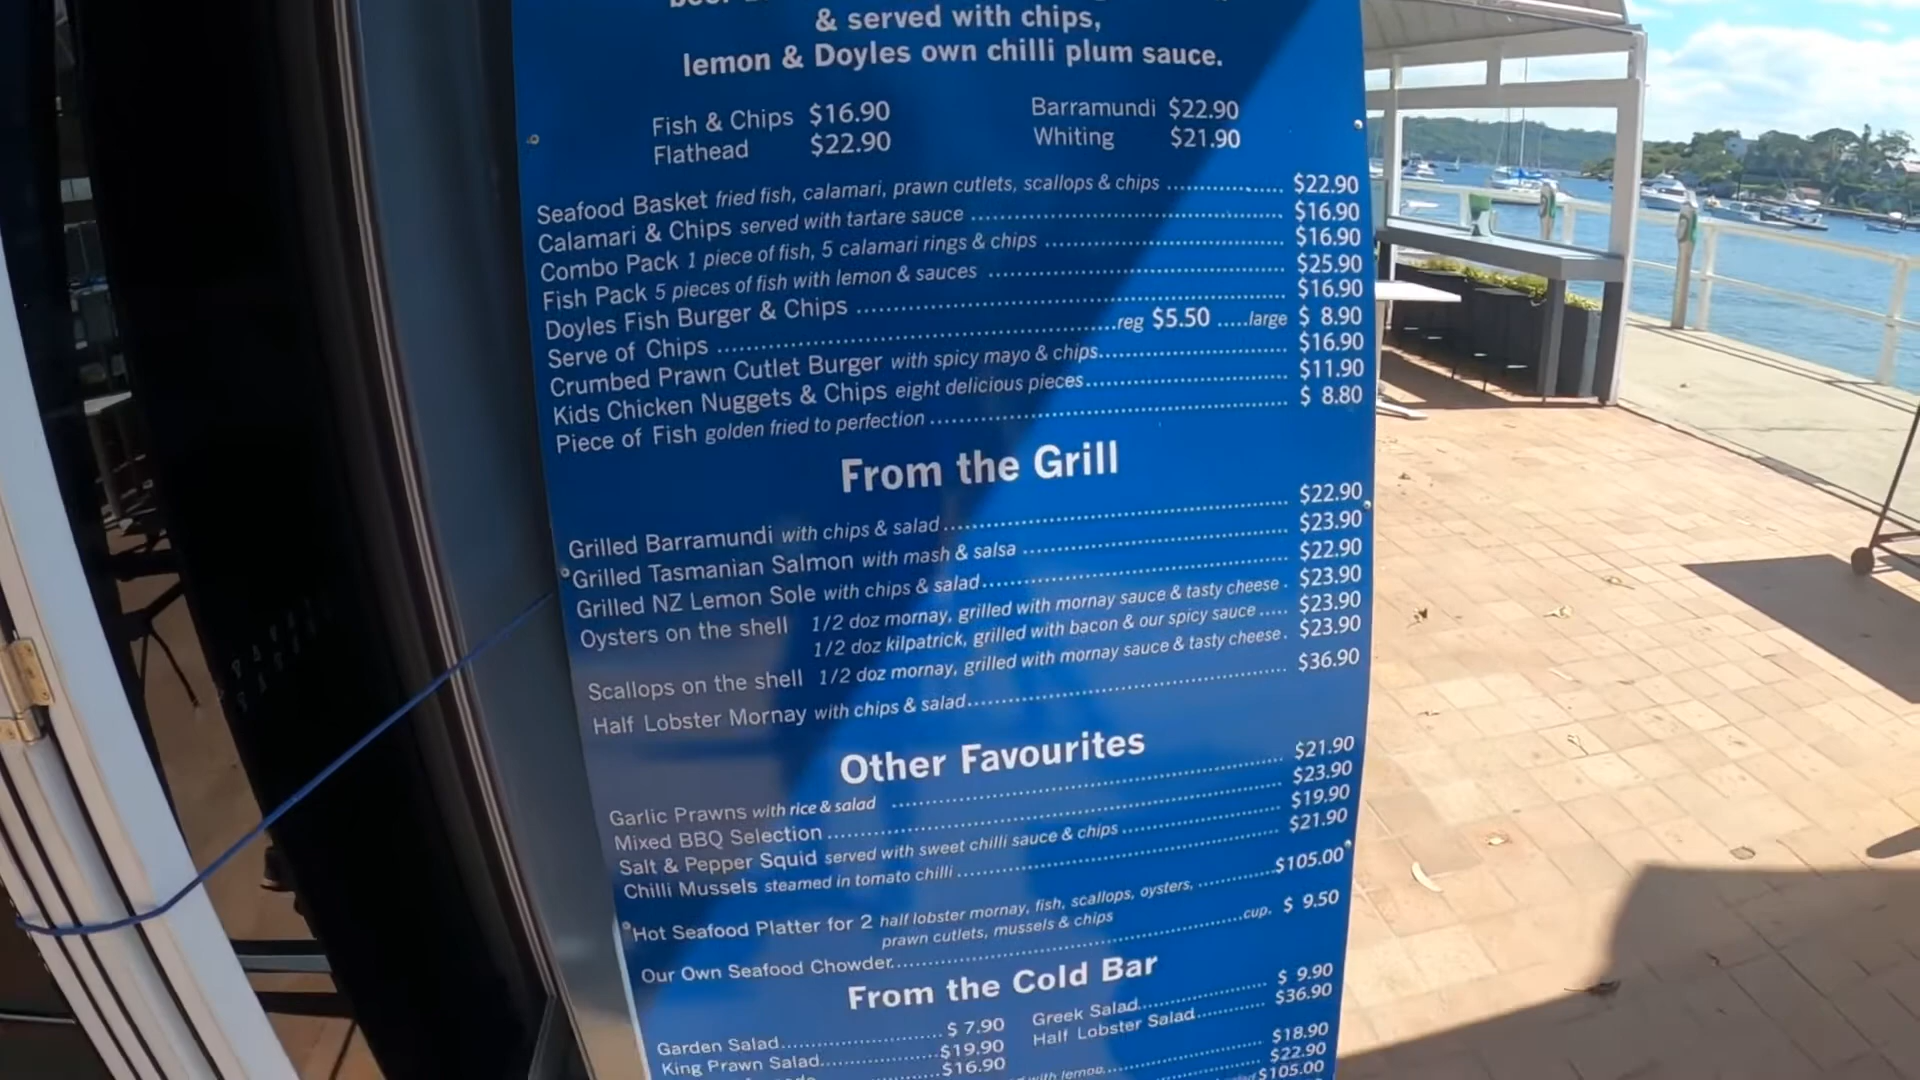 & served with chips,
lemon & Doyles own chilli plum sauce.
Fish & Chips $16.90 Barramundi $22.90
Flathead $22.90 Whiting $21.90
Seafood Basket fried fish, calamari, prawn cutlets, scallops & chips $22.90
Calamari & Chips served with tartare sauce $16.90
Combo Pack 1 piece of fish, 5 calamari rings & chips $16.90
Fish Pack 5 pieces of fish with lemon & sauces $25.90
Doyles Fish Burger & Chips $16.90
Serve of Chips reg $5.50 large $ 8.90
Crumbed Prawn Cutlet Burger with spicy mayo & chips $16.90
Kids Chicken Nuggets & Chips eight delicious pieces $11.90
Piece of Fish golden fried to perfection $ 8.80
From the Grill
Grilled Barramundi with chips & salad $22.90
Grilled Tasmanian Salmon with mash & salsa $23.90
Grilled NZ Lemon Sole with chips & salad $22.90
Oysters on the shell 1/2 doz mornay, grilled with mornay sauce & tasty cheese $23.90
1/2 doz kilpatrick, grilled with bacon & our spicy sauce $23.90
Scallops on the shell 1/2 doz mornay, grilled with mornay sauce & tasty cheese $23.90
Half Lobster Mornay with chips & salad $36.90
Other Favourites
Garlic Prawns with rice & salad $21.90
Mixed BBQ Selection $23.90
Salt & Pepper Squid served with sweet chilli sauce & chips $19.90
Chilli Mussels steamed in tomato chilli $21.90
Hot Seafood Platter for 2 half lobster mornay, fish, scallops, oysters, $105.00
prawn cutlets, mussels & chips
Our Own Seafood Chowder cup. $ 9.50
From the Cold Bar
Garden Salad $ 7.90 Greek Salad $ 9.90
King Prawn Salad $19.90 Half Lobster Salad $36.90
$16.90
with lemon $18.90
$22.90
$105.00